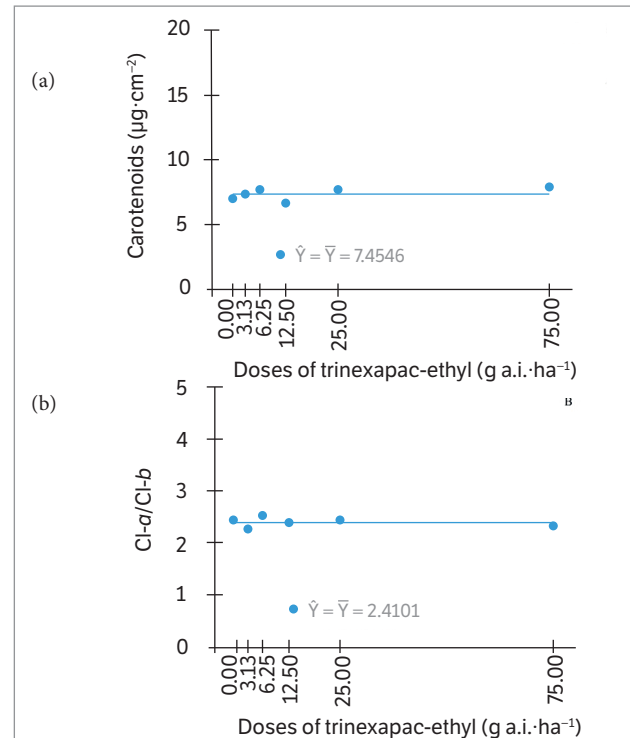 (a)
Carotenoids (µg·cm⁻²)
20
15
10
5
0
Ŷ = Y̅ = 7.4546
0.00
3.13
6.25
12.50
25.00
75.00
Doses of trinexapac-ethyl (g a.i.·ha⁻¹)
(b)
Cl-a/Cl-b
5
4
3
2
1
0
B
Ŷ = Y̅ = 2.4101
0.00
3.13
6.25
12.50
25.00
75.00
Doses of trinexapac-ethyl (g a.i.·ha⁻¹)